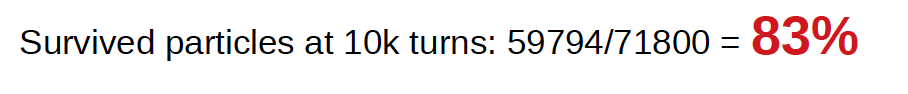 Survived particles at 10k turns: 59794/71800 = 83%